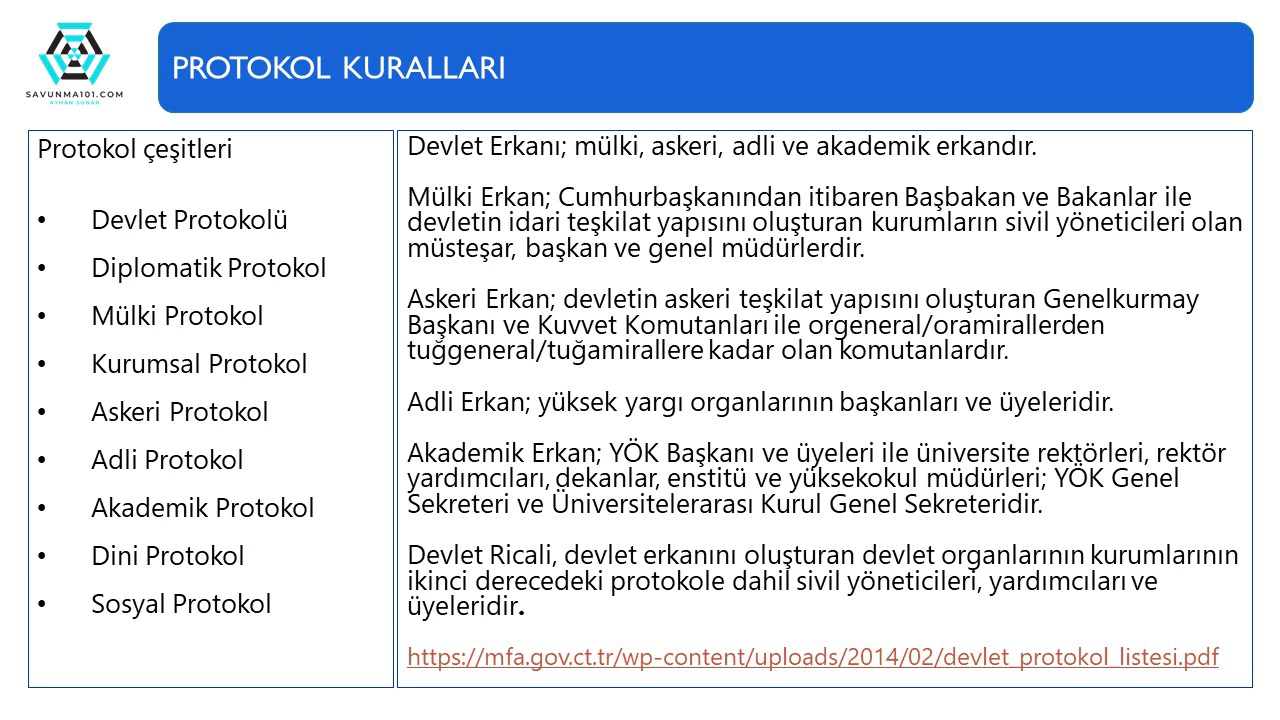 SAVUNMA101.COM
AYHAN SUNAR
PROTOKOL KURALLARI
Protokol çeşitleri
• Devlet Protokolü
• Diplomatik Protokol
• Mülki Protokol
• Kurumsal Protokol
• Askeri Protokol
• Adli Protokol
• Akademik Protokol
• Dini Protokol
• Sosyal Protokol
Devlet Erkanı; mülki, askeri, adli ve akademik erkandır.
Mülki Erkan; Cumhurbaşkanından itibaren Başbakan ve Bakanlar ile
devletin idari teşkilat yapısını oluşturan kurumların sivil yöneticileri olan
müsteşar, başkan ve genel müdürlerdir.
Askeri Erkan; devletin askeri teşkilat yapısını oluşturan Genelkurmay
Başkanı ve Kuvvet Komutanları ile orgeneral/oramirallerden
tuğgeneral/tuğamirallere kadar olan komutanlardır.
Adli Erkan; yüksek yargı organlarının başkanları ve üyeleridir.
Akademik Erkan; YÖK Başkanı ve üyeleri ile üniversite rektörleri, rektör
yardımcıları, dekanlar, enstitü ve yüksekokul müdürleri; YÖK Genel
Sekreteri ve Üniversitelerarası Kurul Genel Sekreteridir.
Devlet Ricali, devlet erkanını oluşturan devlet organlarının kurumlarının
ikinci derecedeki protokole dahil sivil yöneticileri, yardımcıları ve
üyeleridir.
https://mfa.gov.ct.tr/wp-content/uploads/2014/02/devlet_protokol_listesi.pdf